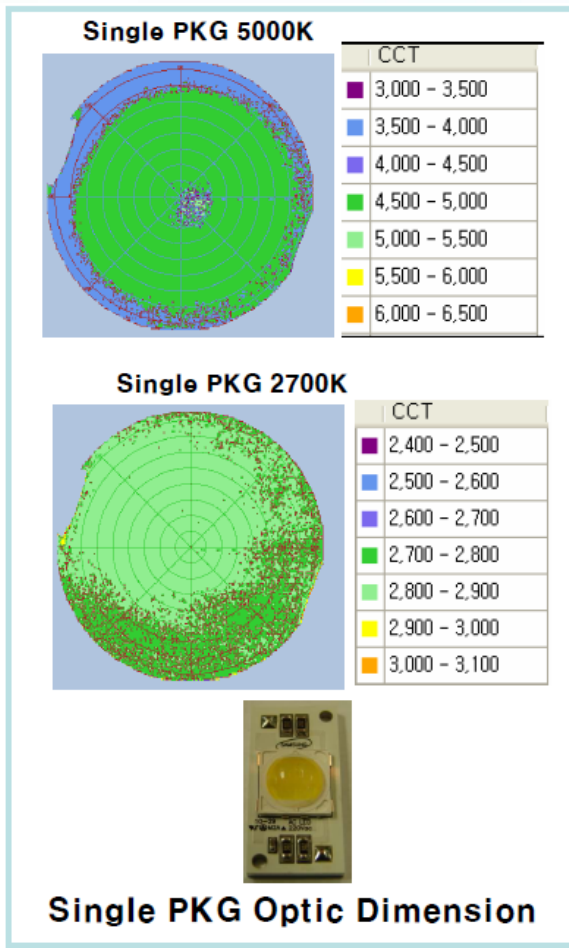 Single PKG 5000K
CCT
3,000 - 3,500
3,500 - 4,000
4,000 - 4,500
4,500 - 5,000
5,000 - 5,500
5,500 - 6,000
6,000 - 6,500
Single PKG 2700K
CCT
2,400 - 2,500
2,500 - 2,600
2,600 - 2,700
2,700 - 2,800
2,800 - 2,900
2,900 - 3,000
3,000 - 3,100
AC LED
220Vac
Single PKG Optic Dimension